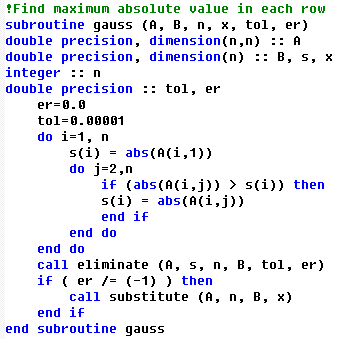 !Find maximum absolute value in each row
subroutine gauss (A, B, n, x, tol, er)
double precision, dimension(n,n) :: A
double precision, dimension(n) :: B, s, x
integer :: n
double precision :: tol, er
er=0.0
tol=0.00001
do i=1, n
s(i) = abs(A(i,1))
do j=2,n
if (abs(A(i,j)) > s(i)) then
s(i) = abs(A(i,j))
end if
end do
end do
call eliminate (A, s, n, B, tol, er)
if ( er /= (-1) ) then
call substitute (A, n, B, x)
end if
end subroutine gauss